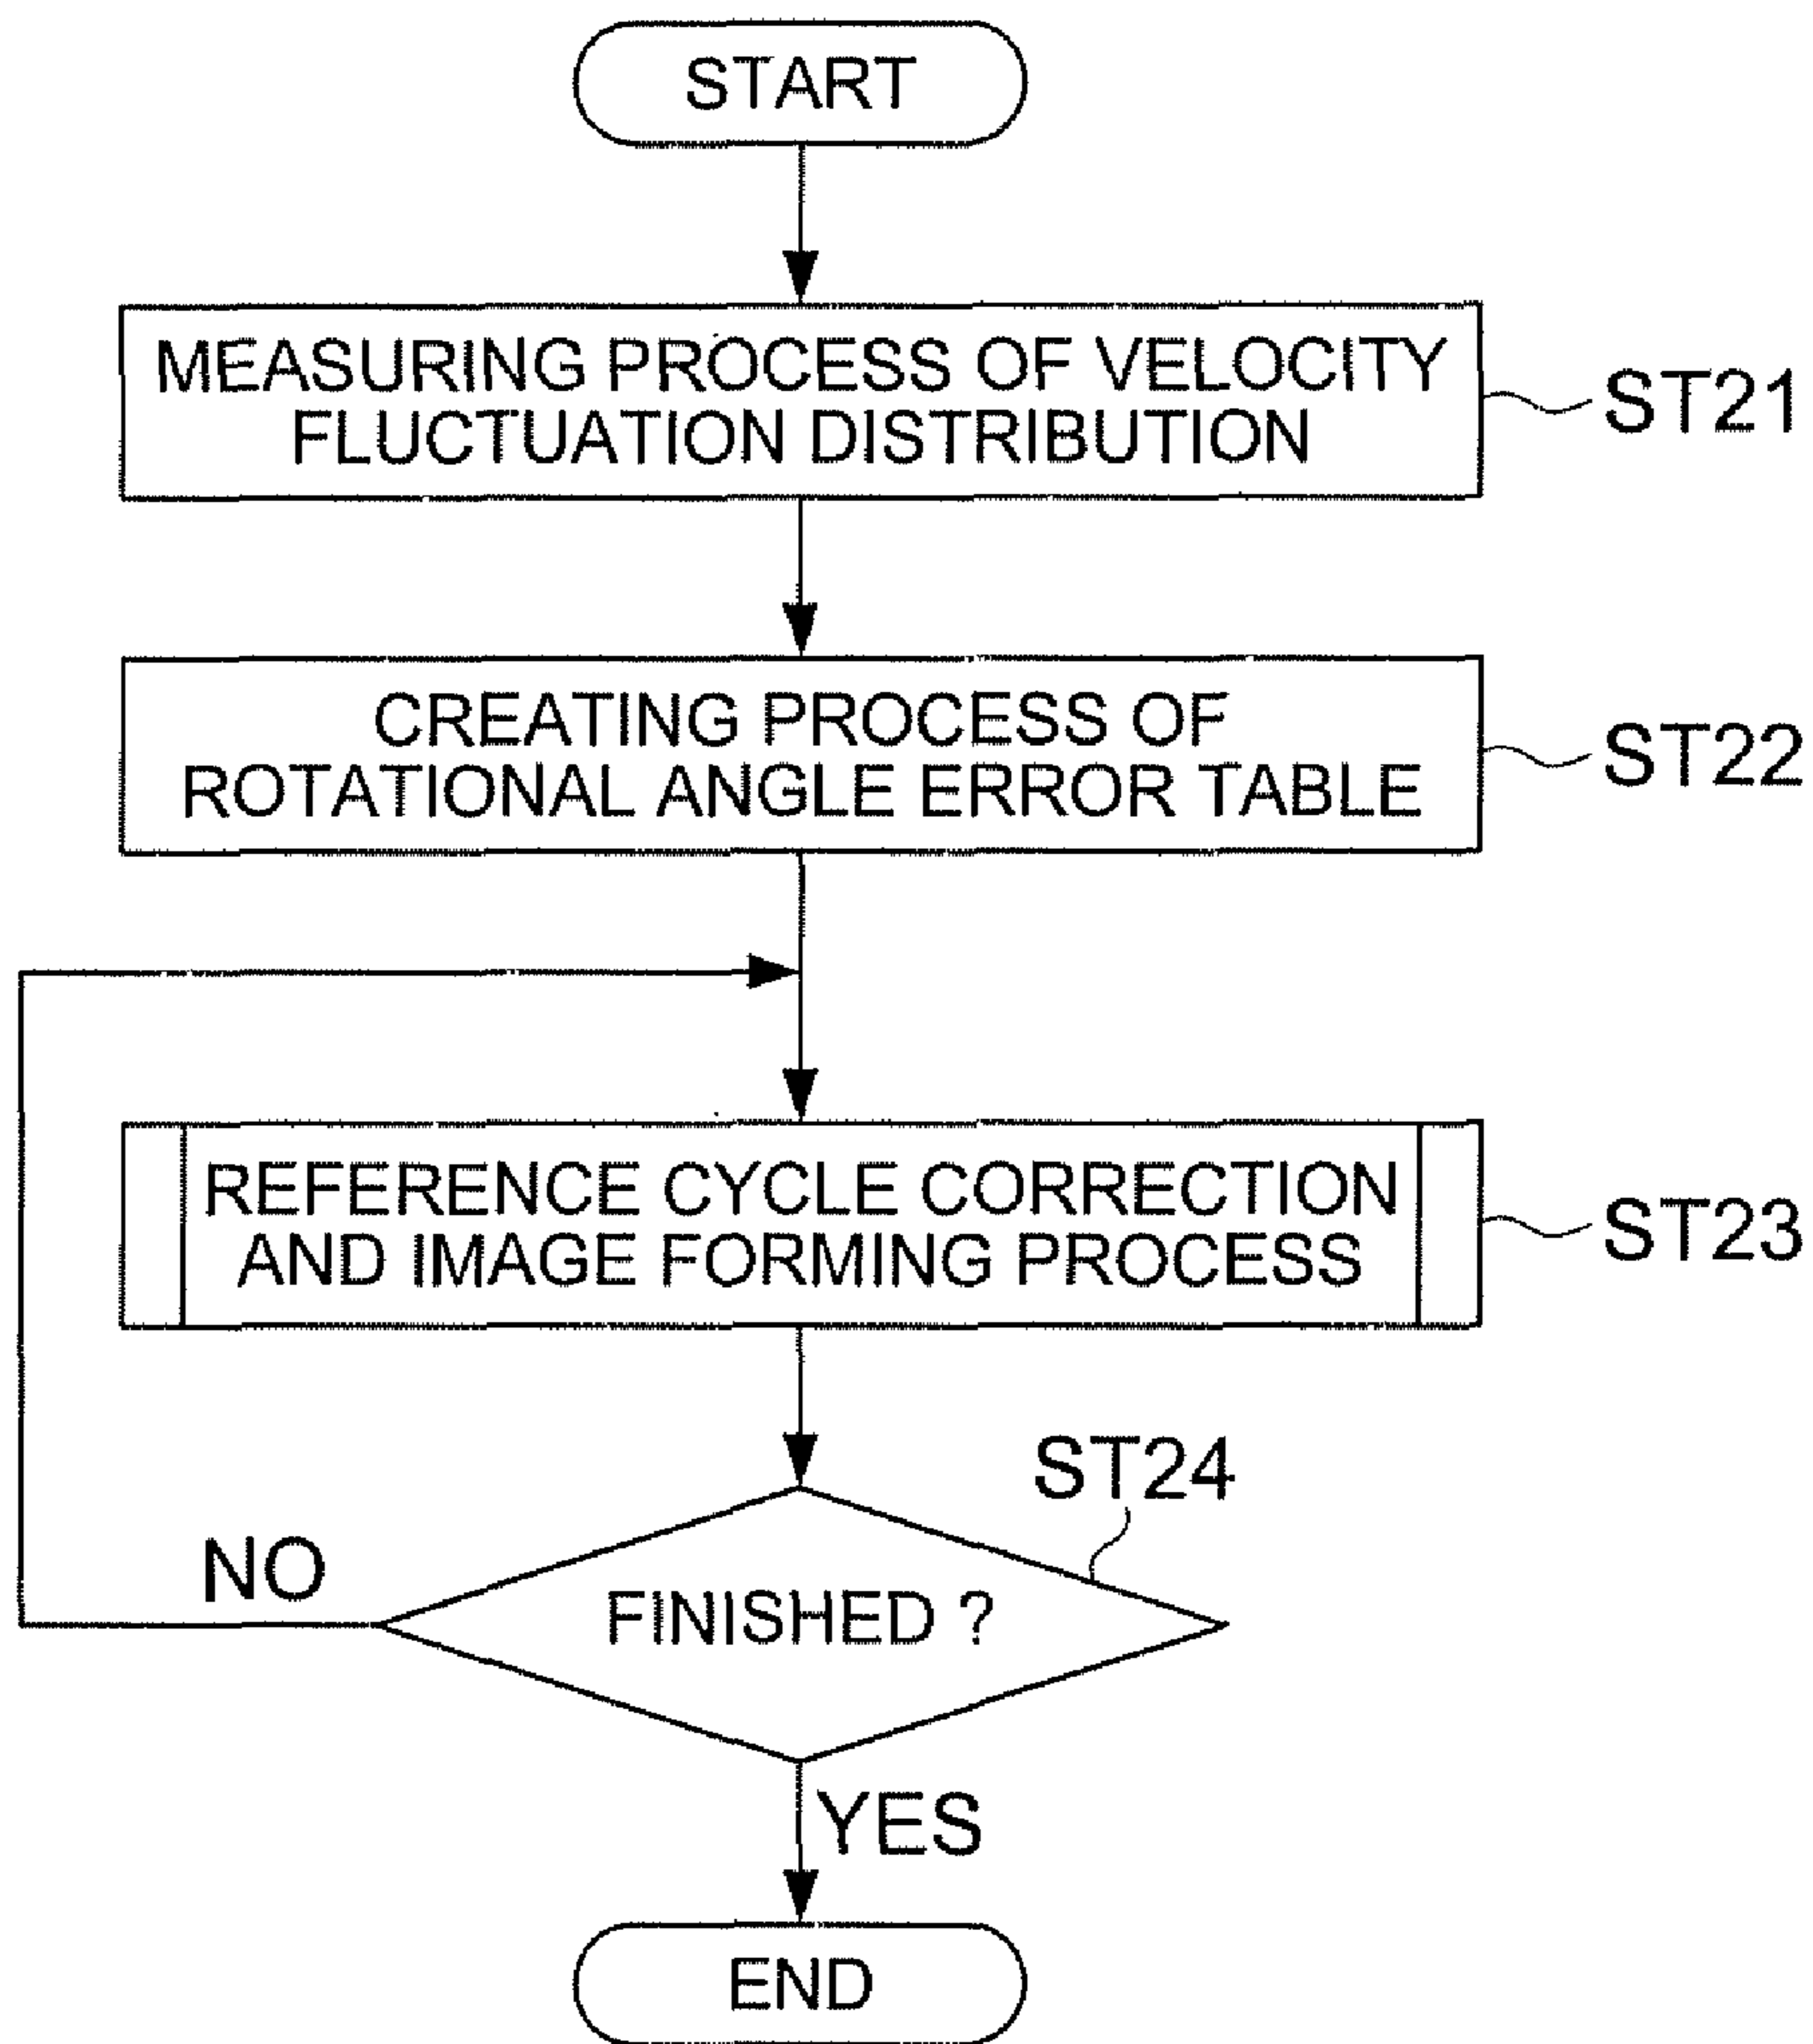 START
MEASURING PROCESS OF VELOCITY
FLUCTUATION DISTRIBUTION
ST21
CREATING PROCESS OF
ROTATIONAL ANGLE ERROR TABLE
ST22
REFERENCE CYCLE CORRECTION
AND IMAGE FORMING PROCESS
ST23
ST24
NO
FINISHED ?
YES
END